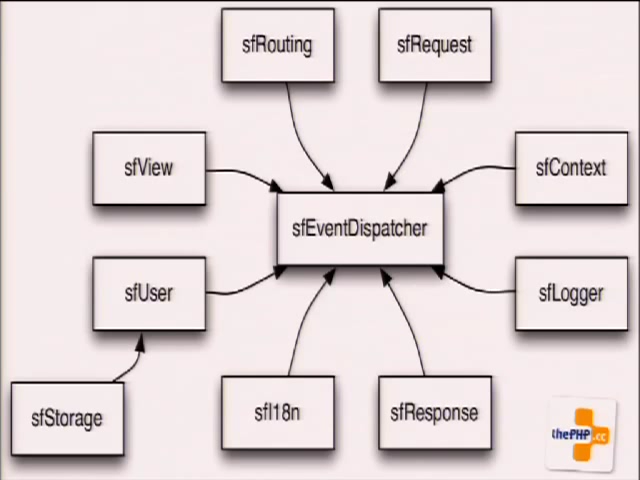 sfRouting
sfRequest
sfView
sfContext
sfEventDispatcher
sfUser
sfLogger
sfStorage
sfI18n
sfResponse
thePHP.cc